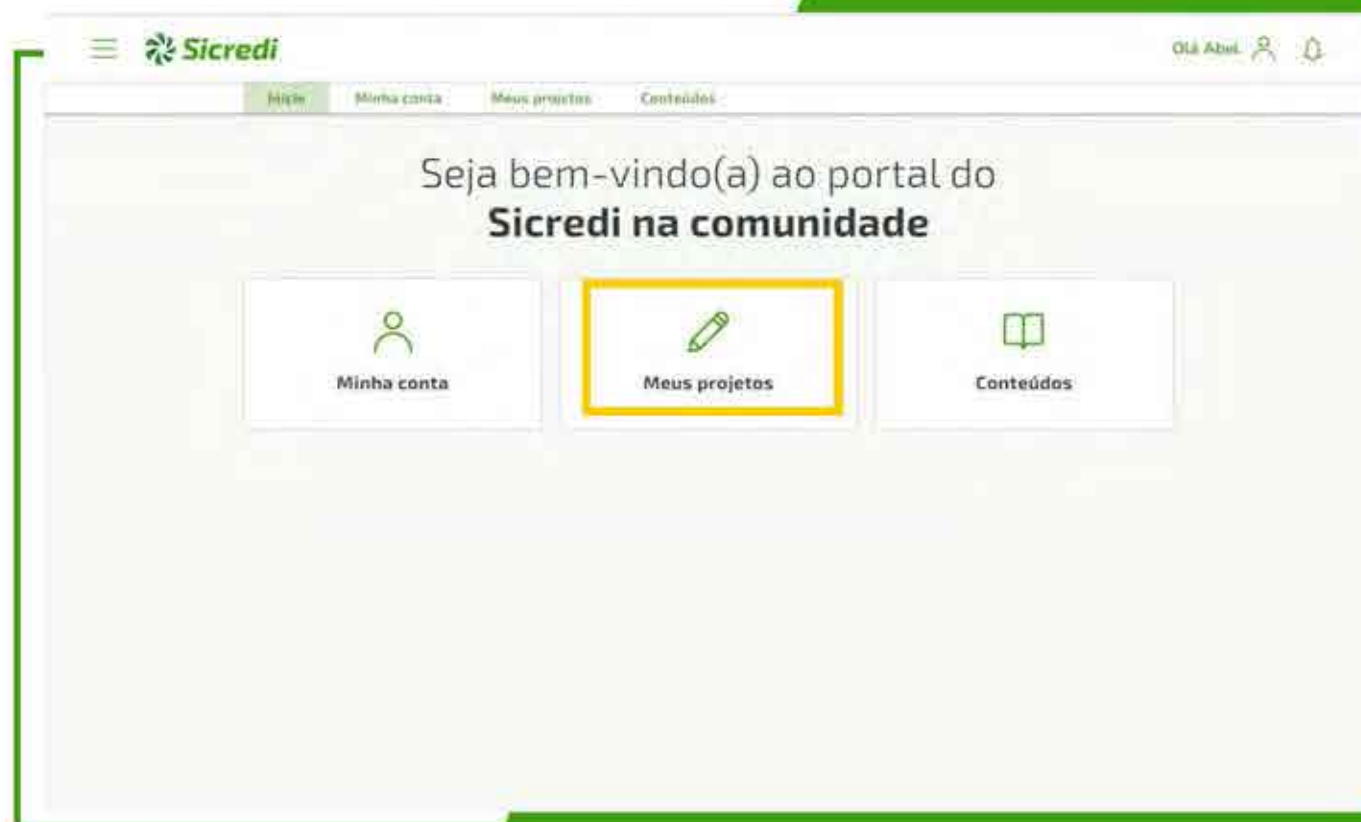 Sicredi
Olá Abel
Início
Minha conta
Meus projetos
Conteúdos
Seja bem-vindo(a) ao portal do
Sicredi na comunidade
Minha conta
Meus projetos
Conteúdos